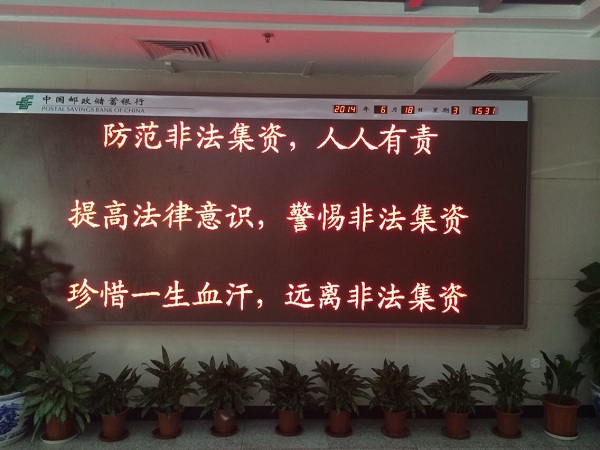 中国邮政储蓄银行
POSTAL SAVINGS BANK OF CHINA
2014 年 6 月 18 日 星期 3 15:31
防范非法集资，人人有责
提高法律意识，警惕非法集资
珍惜一生血汗，远离非法集资